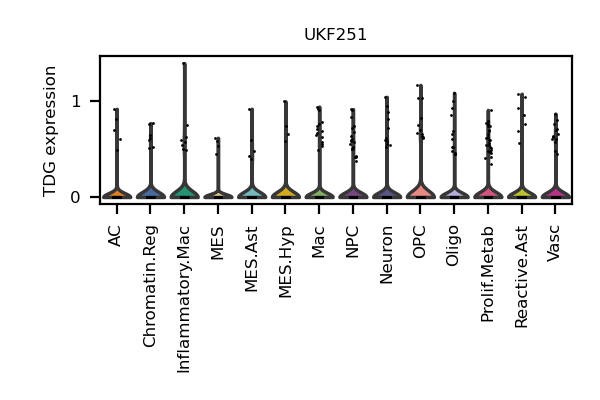 UKF251
TDG expression
1
0
AC
Chromatin.Reg
Inflammatory.Mac
MES
MES.Ast
MES.Hyp
Mac
NPC
Neuron
OPC
Oligo
Prolif.Metab
Reactive.Ast
Vasc